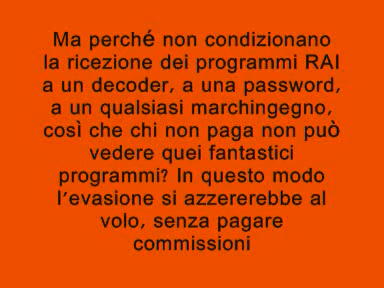 Ma perché non condizionano
la ricezione dei programmi RAI
a un decoder, a una password,
a un qualsiasi marchingegno,
così che chi non paga non può
vedere quei fantastici
programmi? In questo modo
l'evasione si azzererebbe al
volo, senza pagare
commissioni